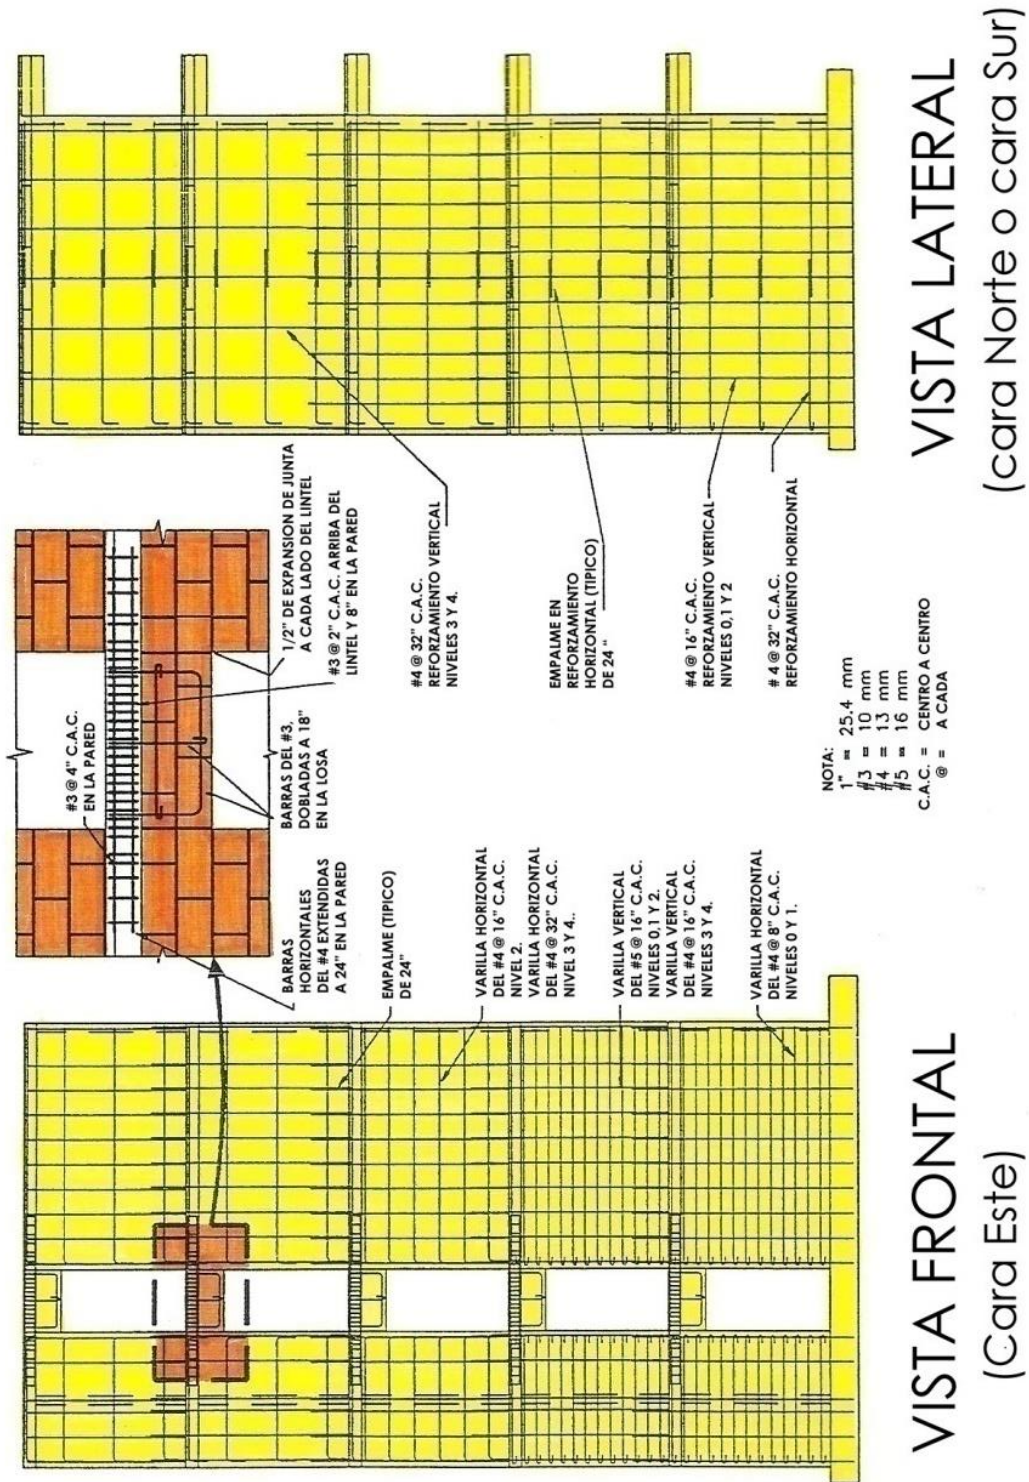 #3 @ 4" C.A.C.
EN LA PARED
BARRAS
HORIZONTALES
DEL #4 EXTENDIDAS
A 24" EN LA PARED
BARRAS DEL #3.
DOBLADAS A 18"
EN LA LOSA
1/2" DE EXPANSION DE JUNTA
A CADA LADO DEL LINTEL
#3 @ 2" C.A.C. ARRIBA DEL
LINTEL Y 8" EN LA PARED
EMPALME (TIPICO)
DE 24"
VARILLA HORIZONTAL
DEL #4 @ 16" C.A.C.
NIVEL 2.
VARILLA HORIZONTAL
DEL #4 @ 32" C.A.C.
NIVEL 3 Y 4..
VARILLA VERTICAL
DEL #5 @ 16" C.A.C.
NIVELES 0,1 Y 2.
VARILLA VERTICAL
DEL #4 @ 16" C.A.C.
NIVELES 3 Y 4.
VARILLA HORIZONTAL
DEL #4 @ 8" C.A.C.
NIVELES 0 Y 1.
#4 @ 32" C.A.C.
REFORZAMIENTO VERTICAL
NIVELES 3 Y 4.
EMPALME EN
REFORZAMIENTO
HORIZONTAL (TIPICO)
DE 24 "
#4 @ 16" C.A.C.
REFORZAMIENTO VERTICAL
NIVELES 0,1 Y 2
# 4 @ 32" C.A.C.
REFORZAMIENTO HORIZONTAL
NOTA:
1" = 25.4 mm
#3 = 10 mm
#4 = 13 mm
#5 = 16 mm
C.A.C. = CENTRO A CENTRO
@ = A CADA
VISTA FRONTAL
(Cara Este)
VISTA LATERAL
(cara Norte o cara Sur)